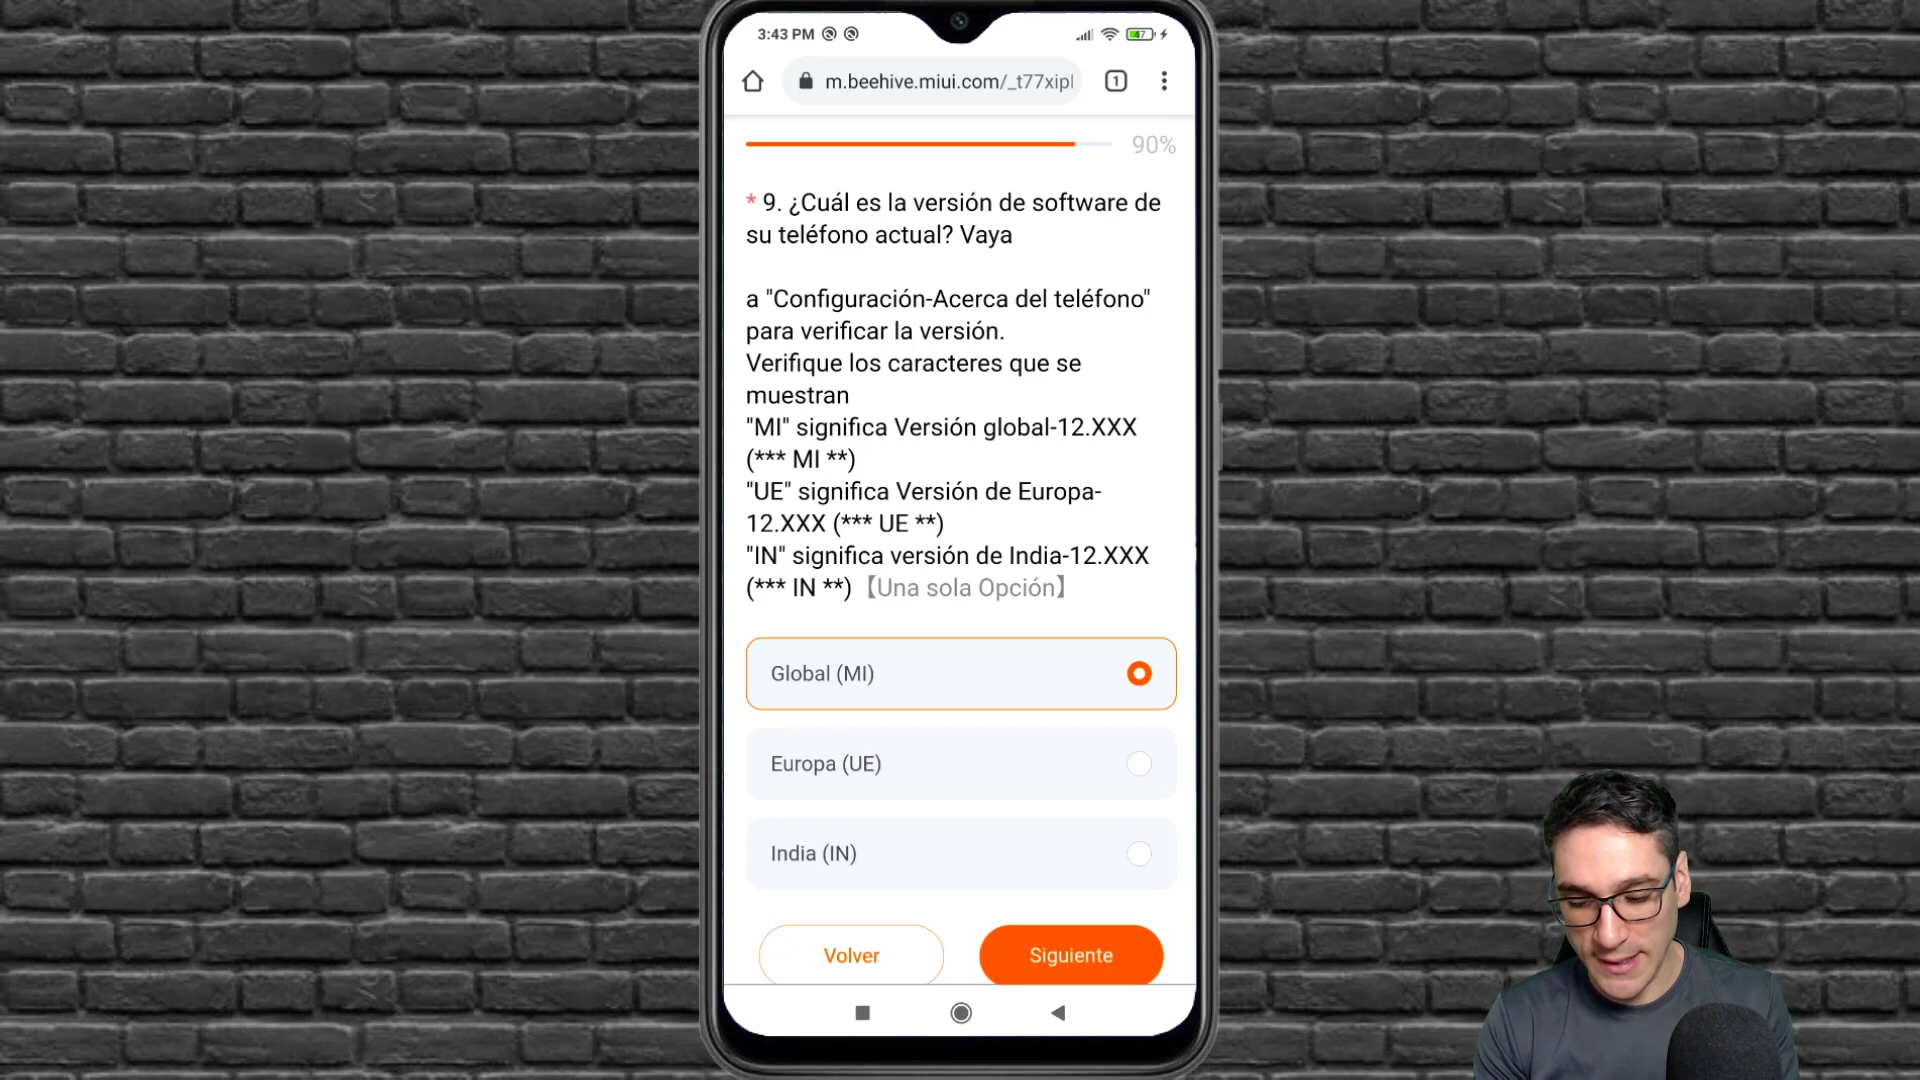 3:43 PM
47
m.beehive.miui.com/_t77xipl
1
90%
* 9. ¿Cuál es la versión de software de
su teléfono actual? Vaya
a "Configuración-Acerca del teléfono"
para verificar la versión.
Verifique los caracteres que se
muestran
"MI" significa Versión global-12.XXX
(*** MI **)
"UE" significa Versión de Europa-
12.XXX (*** UE **)
"IN" significa versión de India-12.XXX
(*** IN **)【Una sola Opción】
Global (MI)
Europa (UE)
India (IN)
Volver
Siguiente